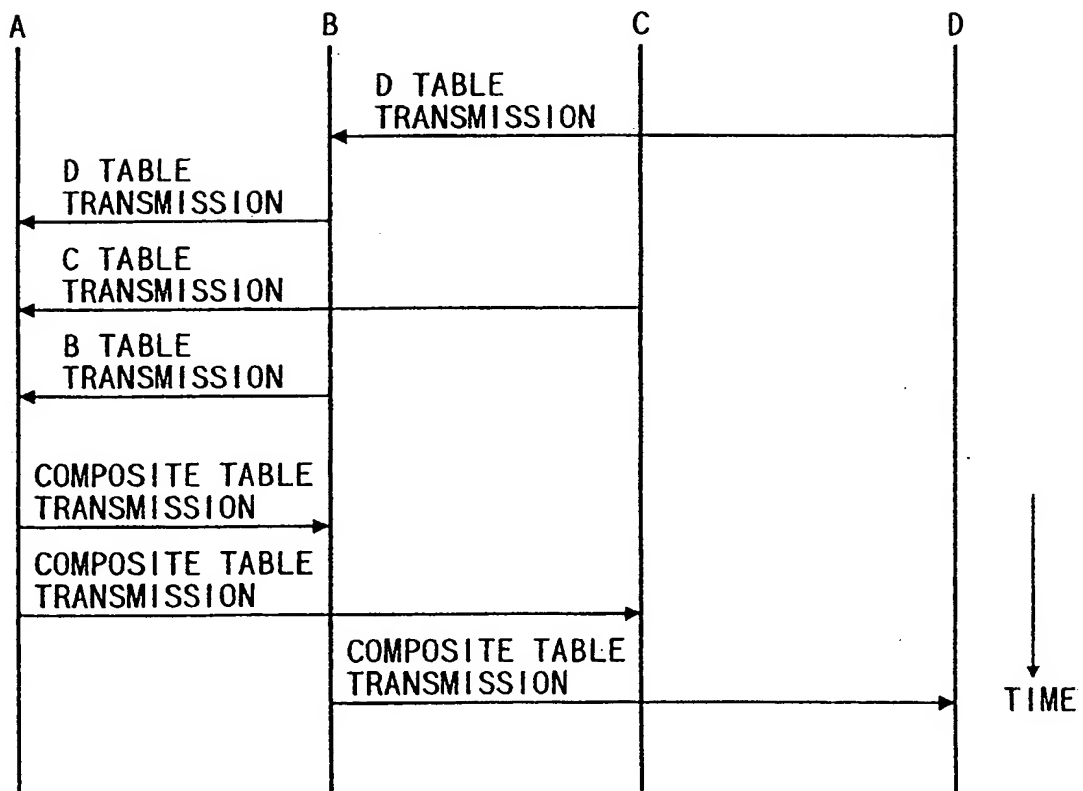 A B C D
D TABLE
TRANSMISSION
D TABLE
TRANSMISSION
C TABLE
TRANSMISSION
B TABLE
TRANSMISSION
COMPOSITE TABLE
TRANSMISSION
COMPOSITE TABLE
TRANSMISSION
COMPOSITE TABLE
TRANSMISSION
TIME